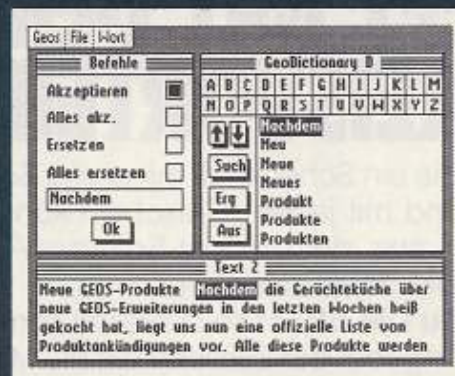 Geos File Wort
Befehle
Akzeptieren
Alles akz.
Ersetzen
Alles ersetzen
Nachdem
Ok
GeoDictionary D
A B C D E F G H I J K L M
N O P Q R S T U V W X Y Z
Such
Erg
Aus
Nachdem
Neu
Neue
Neues
Produkt
Produkte
Produkten
Text 2
Neue GEOS-Produkte Nachdem die Gerüchteküche über
neue GEOS-Erweiterungen in den letzten Wochen heiß
gekocht hat, liegt uns nun eine offizielle Liste von
Produktankündigungen vor. Alle diese Produkte werden